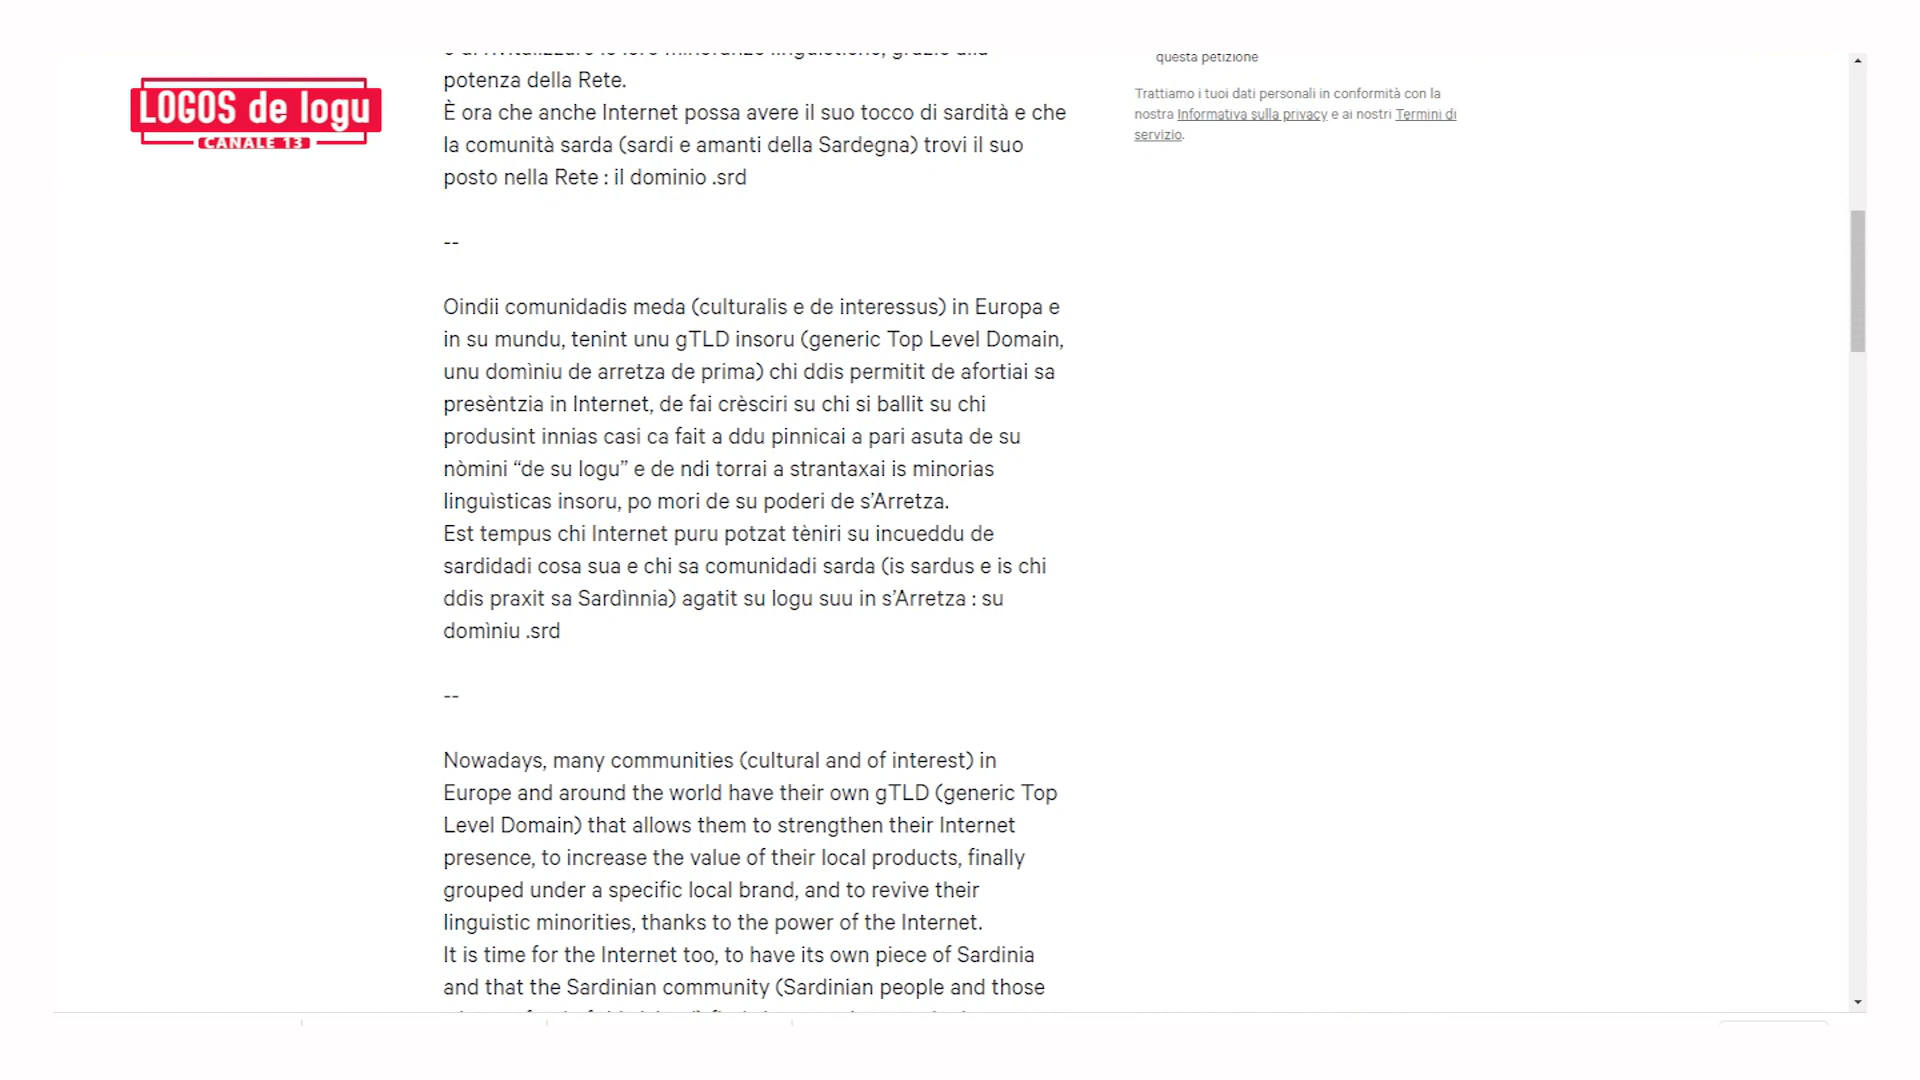 LOGOS de logu
CANALE 13
potenza della Rete.
È ora che anche Internet possa avere il suo tocco di sardità e che
la comunità sarda (sardi e amanti della Sardegna) trovi il suo
posto nella Rete : il dominio .srd
--
Oindii comunidadis meda (culturalis e de interessus) in Europa e
in su mundu, tenint unu gTLD insoru (generic Top Level Domain,
unu domìniu de arretza de prima) chi ddis permitit de afortiai sa
presèntzia in Internet, de fai crèsciri su chi si ballit su chi
produsint innias casi ca fait a ddu pinnicai a pari asuta de su
nòmini “de su logu” e de ndi torrai a strantaxai is minorias
linguìsticas insoru, po mori de su poderi de s’Arretza.
Est tempus chi Internet puru potzat tèniri su incueddu de
sardidadi cosa sua e chi sa comunidadi sarda (is sardus e is chi
ddis praxit sa Sardìnnia) agatit su logu suu in s’Arretza : su
domìniu .srd
--
Nowadays, many communities (cultural and of interest) in
Europe and around the world have their own gTLD (generic Top
Level Domain) that allows them to strengthen their Internet
presence, to increase the value of their local products, finally
grouped under a specific local brand, and to revive their
linguistic minorities, thanks to the power of the Internet.
It is time for the Internet too, to have its own piece of Sardinia
and that the Sardinian community (Sardinian people and those
questa petizione
Trattiamo i tuoi dati personali in conformità con la
nostra Informativa sulla privacy e ai nostri Termini di
servizio.